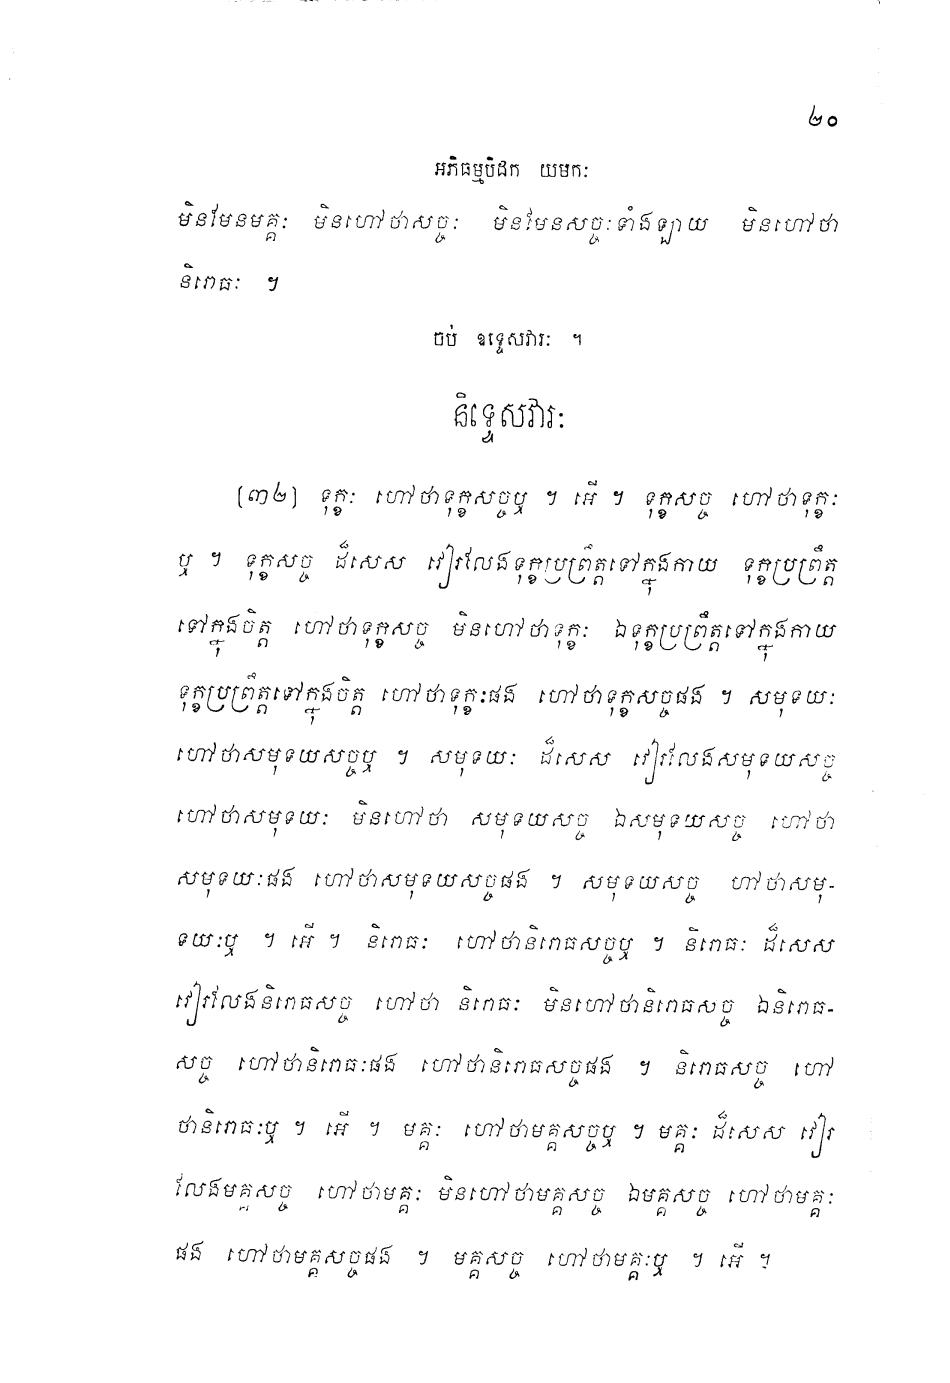 ២០
អភិធម្មបិដក យមកៈ
មិនមែនមគ្គៈ មិនហៅថាសច្ចៈ មិនមែនសច្ចៈទាំងឡាយ មិនហៅថា
និរោធៈ ។
ចប់ ឧទ្ទេសវារៈ ។
និទ្ទេសវារៈ
(៣២) ទុក្ខៈ ហៅថាទុក្ខសច្ចឬ ។ អើ ។ ទុក្ខសច្ច ហៅថាទុក្ខៈ
ឬ ។ ទុក្ខសច្ច ដ៏សេស វៀរលែងទុក្ខប្រព្រឹត្តទៅក្នុងកាយ ទុក្ខប្រព្រឹត្ត
ទៅក្នុងចិត្ត ហៅថាទុក្ខសច្ច មិនហៅថាទុក្ខៈ ឯទុក្ខប្រព្រឹត្តទៅក្នុងកាយ
ទុក្ខប្រព្រឹត្តទៅក្នុងចិត្ត ហៅថាទុក្ខៈផង ហៅថាទុក្ខសច្ចផង ។ សមុទយៈ
ហៅថាសមុទយសច្ចឬ ។ សមុទយៈ ដ៏សេស វៀរលែងសមុទយសច្ច
ហៅថាសមុទយៈ មិនហៅថា សមុទយសច្ច ឯសមុទយសច្ច ហៅថា
សមុទយៈផង ហៅថាសមុទយសច្ចផង ។ សមុទយសច្ច ហៅថាសមុ-
ទយៈឬ ។ អើ ។ និរោធៈ ហៅថានិរោធសច្ចឬ ។ និរោធៈ ដ៏សេស
វៀរលែងនិរោធសច្ច ហៅថា និរោធៈ មិនហៅថានិរោធសច្ច ឯនិរោធ-
សច្ច ហៅថានិរោធៈផង ហៅថានិរោធសច្ចផង ។ និរោធសច្ច ហៅ
ថានិរោធៈឬ ។ អើ ។ មគ្គៈ ហៅថាមគ្គសច្ចឬ ។ មគ្គៈ ដ៏សេស វៀរ
លែងមគ្គសច្ច ហៅថាមគ្គៈ មិនហៅថាមគ្គសច្ច ឯមគ្គសច្ច ហៅថាមគ្គៈ
ផង ហៅថាមគ្គសច្ចផង ។ មគ្គសច្ច ហៅថាមគ្គៈឬ ។ អើ ។